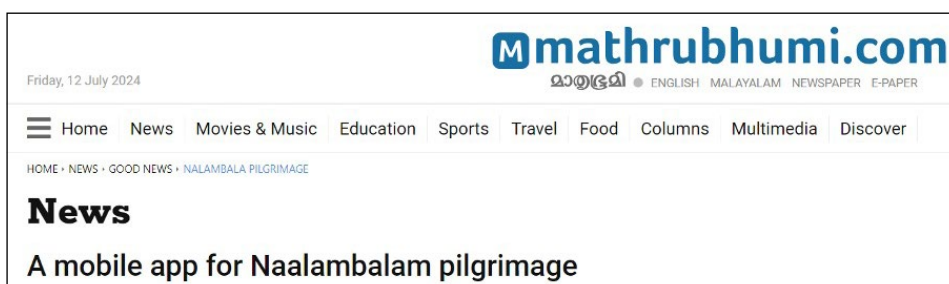 M mathrubhumi.com
Friday, 12 July 2024
മാതൃഭൂമി ENGLISH MALAYALAM NEWSPAPER E-PAPER
Home News Movies & Music Education Sports Travel Food Columns Multimedia Discover
HOME › NEWS › GOOD NEWS › NALAMBALA PILGRIMAGE
News
A mobile app for Naalambalam pilgrimage